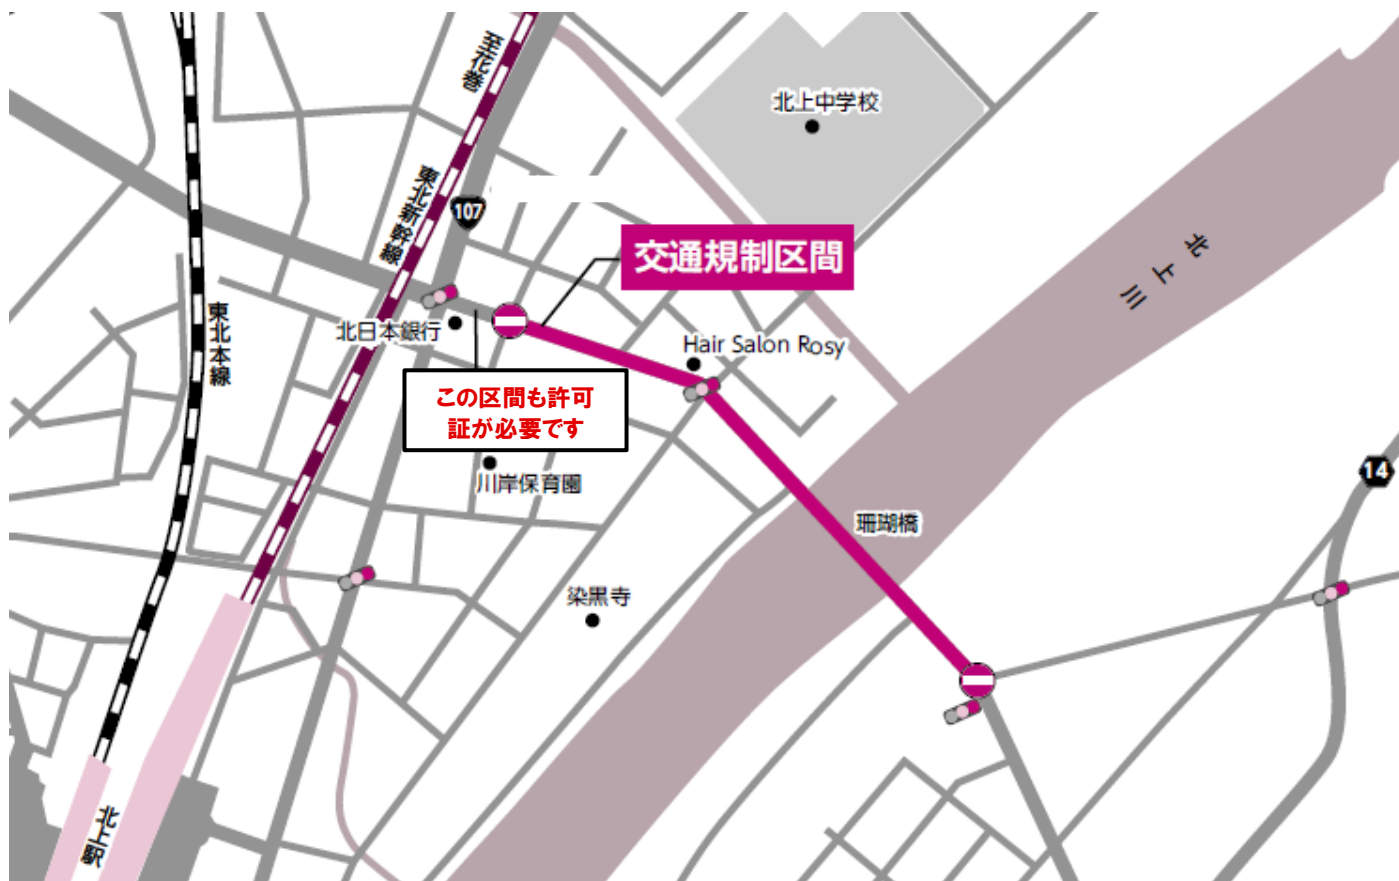 至花巻
北上中学校
東北新幹線
107
交通規制区間
北上川
東北本線
北日本銀行
Hair Salon Rosy
この区間も許可
証が必要です
川岸保育園
14
珊瑚橋
染黒寺
北上駅